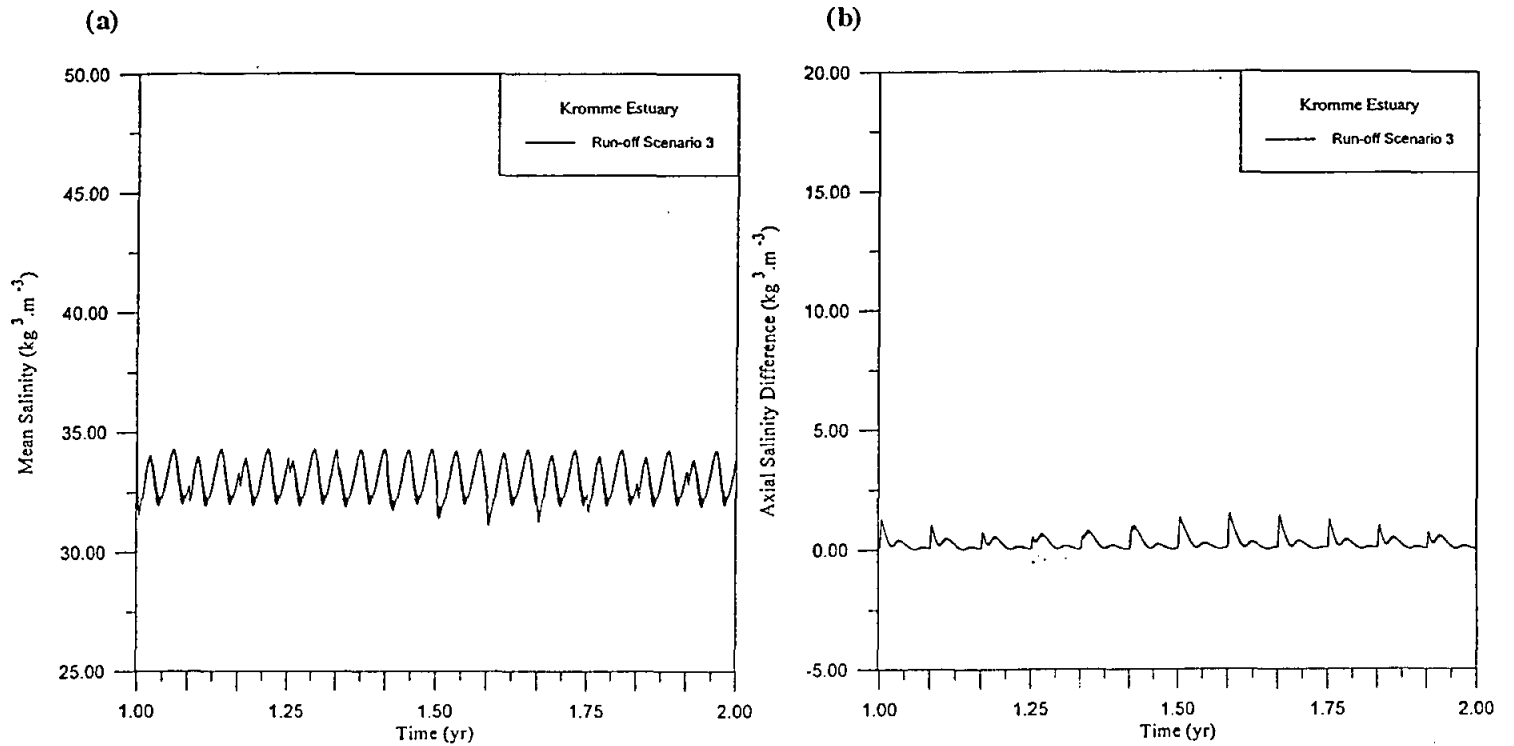 (a)
50.00
45.00
40.00
35.00
30.00
25.00
Mean Salinity (kg ³.m ⁻³)
Kromme Estuary
Run-off Scenario 3
1.00
1.25
1.50
1.75
2.00
Time (yr)
(b)
20.00
15.00
10.00
5.00
0.00
-5.00
Axial Salinity Difference (kg ³.m ⁻³)
Kromme Estuary
Run-off Scenario 3
1.00
1.25
1.50
1.75
2.00
Time (yr)